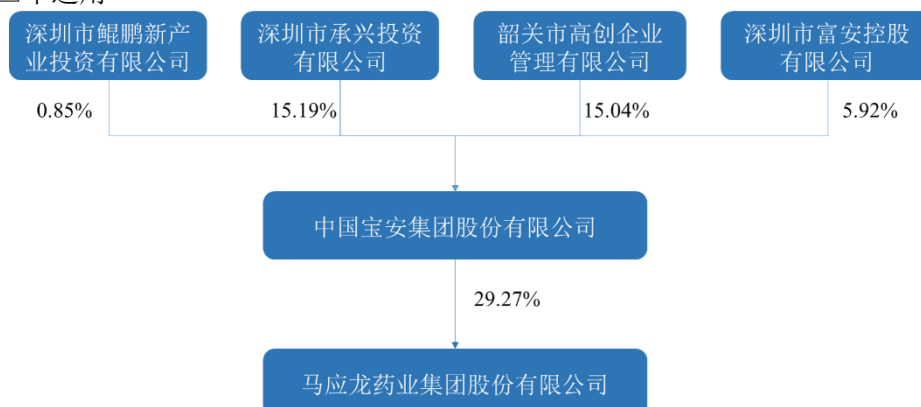 深圳市鲲鹏新产
业投资有限公司
深圳市承兴投资
有限公司
韶关市高创企业
管理有限公司
深圳市富安控股
有限公司
0.85%
15.19%
15.04%
5.92%
中国宝安集团股份有限公司
29.27%
马应龙药业集团股份有限公司